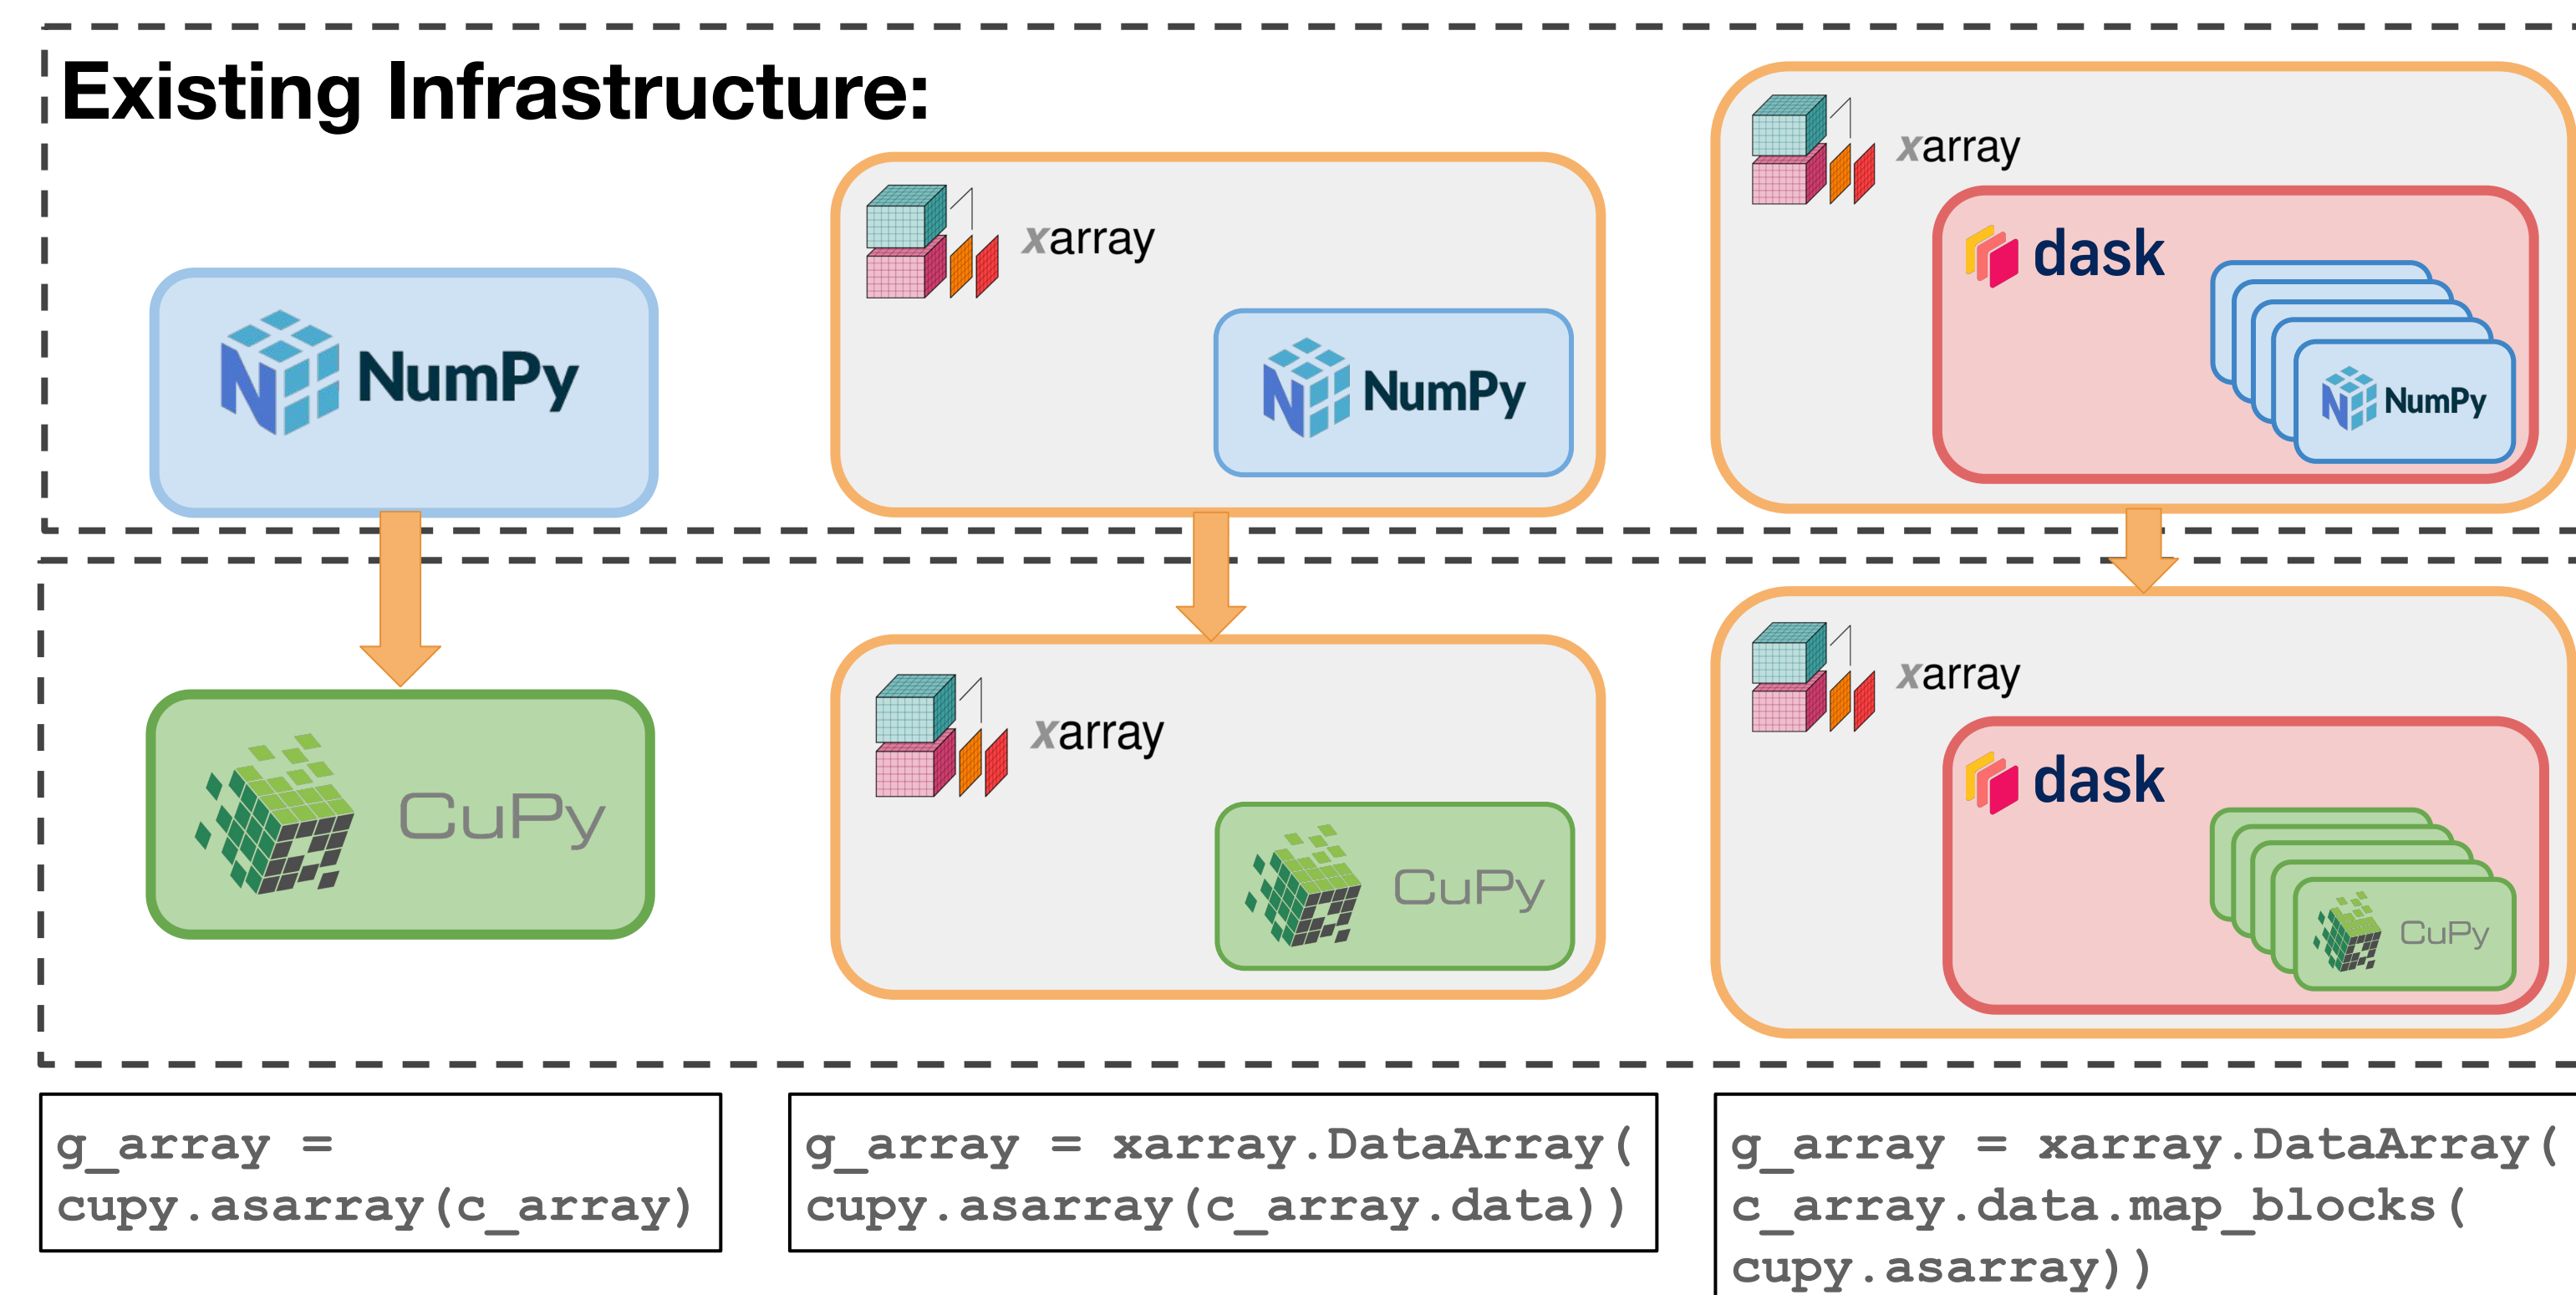 Existing Infrastructure:
xarray
dask
NumPy
xarray
NumPy
NumPy
xarray
dask
CuPy
xarray
CuPy
CuPy
g_array =
cupy.asarray(c_array)
g_array = xarray.DataArray(
cupy.asarray(c_array.data))
g_array = xarray.DataArray(
c_array.data.map_blocks(
cupy.asarray))